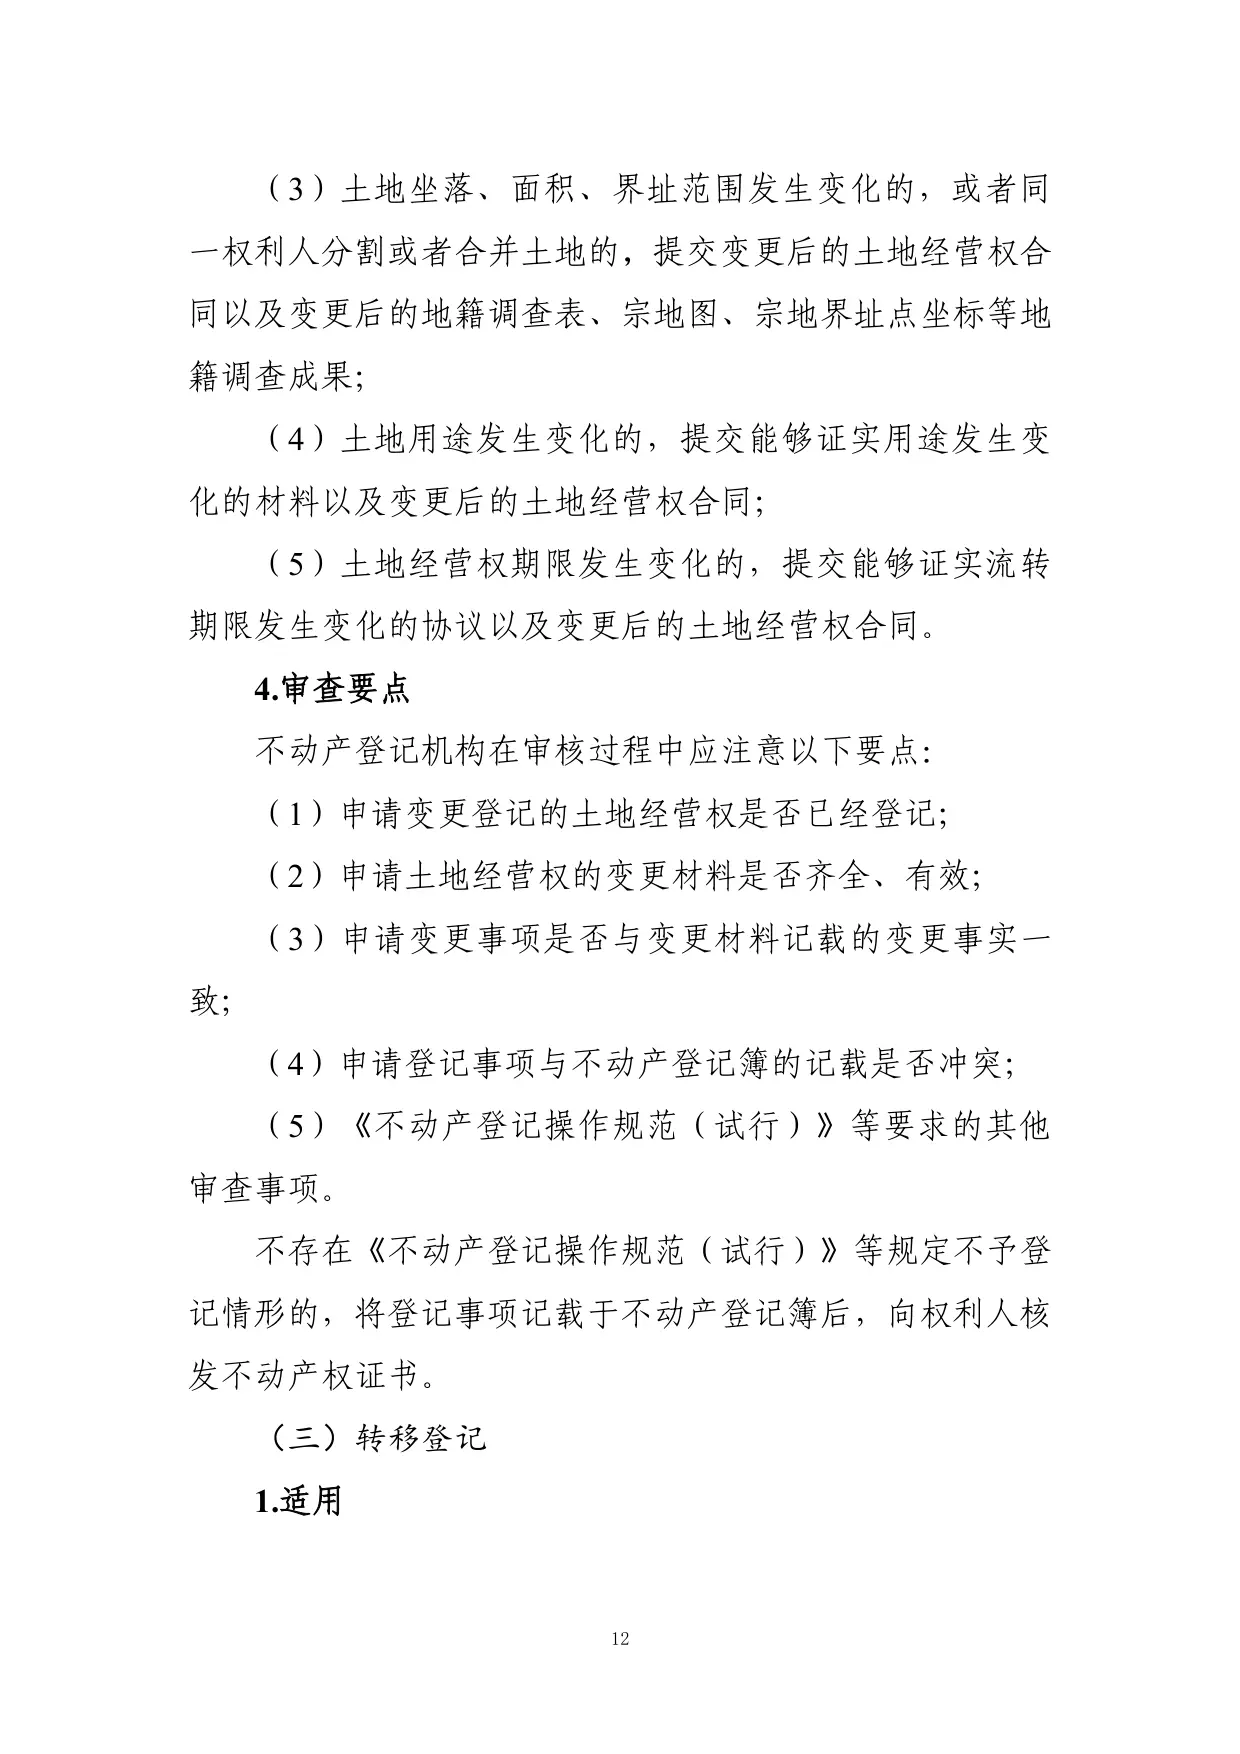 （3）土地坐落、面积、界址范围发生变化的，或者同
一权利人分割或者合并土地的，提交变更后的土地经营权合
同以及变更后的地籍调查表、宗地图、宗地界址点坐标等地
籍调查成果；
（4）土地用途发生变化的，提交能够证实用途发生变
化的材料以及变更后的土地经营权合同；
（5）土地经营权期限发生变化的，提交能够证实流转
期限发生变化的协议以及变更后的土地经营权合同。
4.审查要点
不动产登记机构在审核过程中应注意以下要点：
（1）申请变更登记的土地经营权是否已经登记；
（2）申请土地经营权的变更材料是否齐全、有效；
（3）申请变更事项是否与变更材料记载的变更事实一
致；
（4）申请登记事项与不动产登记簿的记载是否冲突；
（5）《不动产登记操作规范（试行）》等要求的其他
审查事项。
不存在《不动产登记操作规范（试行）》等规定不予登
记情形的，将登记事项记载于不动产登记簿后，向权利人核
发不动产权证书。
（三）转移登记
1.适用
12